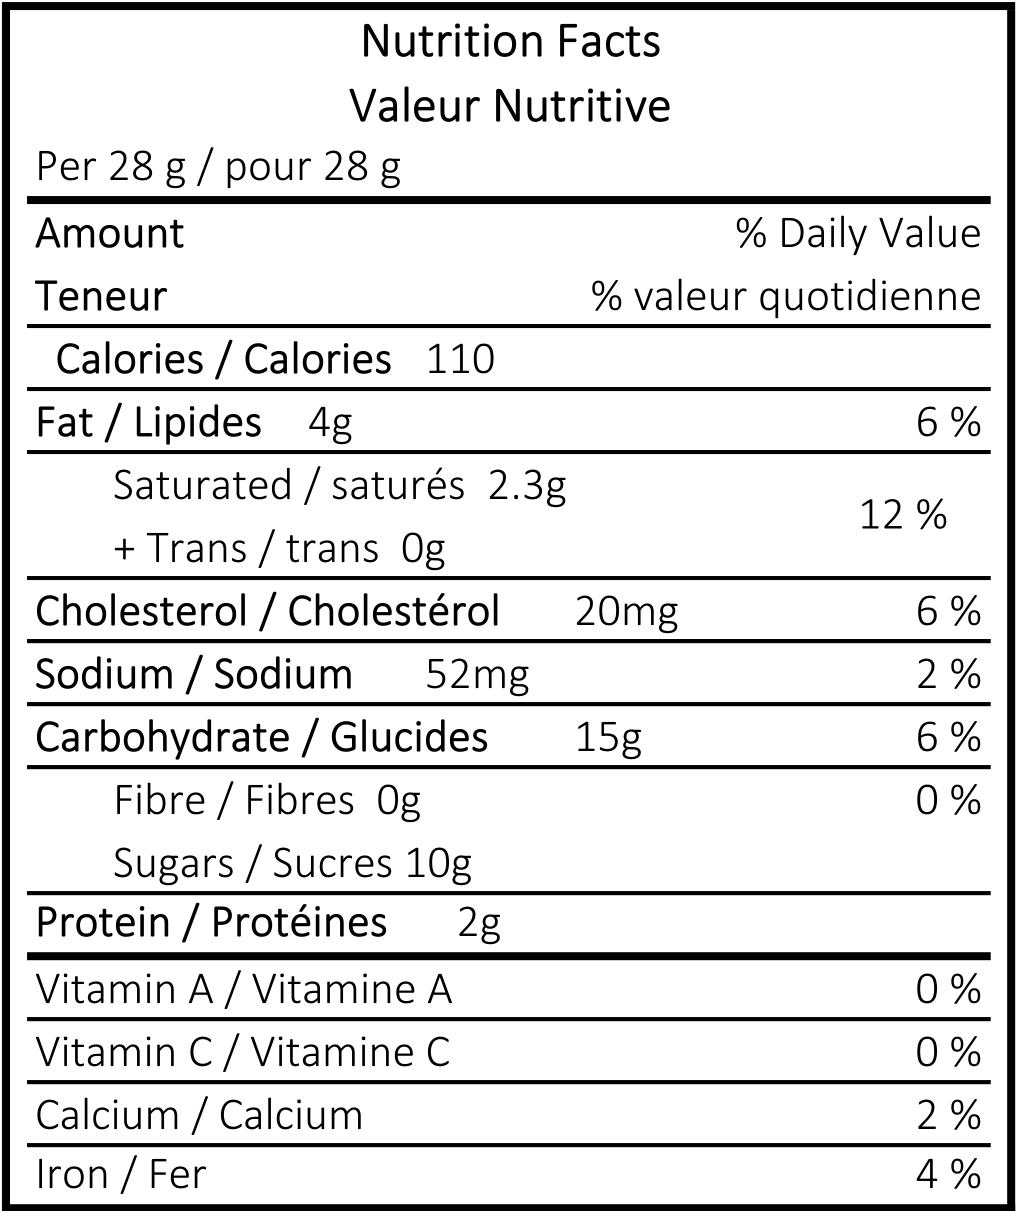 Nutrition Facts
Valeur Nutritive
Per 28 g / pour 28 g
Amount % Daily Value
Teneur % valeur quotidienne
Calories / Calories 110
Fat / Lipides 4g 6 %
Saturated / saturés 2.3g
12 %
+ Trans / trans 0g
Cholesterol / Cholestérol 20mg 6 %
Sodium / Sodium 52mg 2 %
Carbohydrate / Glucides 15g 6 %
Fibre / Fibres 0g 0 %
Sugars / Sucres 10g
Protein / Protéines 2g
Vitamin A / Vitamine A 0 %
Vitamin C / Vitamine C 0 %
Calcium / Calcium 2 %
Iron / Fer 4 %